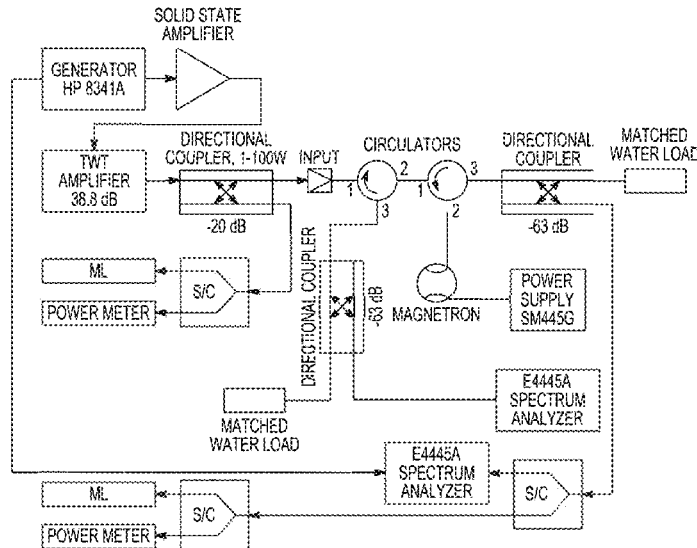 SOLID STATE
AMPLIFIER
GENERATOR
HP 8341A
DIRECTIONAL
COUPLER, 1-100W
INPUT
CIRCULATORS
DIRECTIONAL
COUPLER
MATCHED
WATER LOAD
TWT
AMPLIFIER
38.8 dB
1
2
3
1
3
2
-20 dB
-63 dB
ML
POWER METER
S/C
DIRECTIONAL COUPLER
-63 dB
MAGNETRON
POWER
SUPPLY
SM445G
MATCHED
WATER LOAD
E4445A
SPECTRUM
ANALYZER
E4445A
SPECTRUM
ANALYZER
S/C
ML
POWER METER
S/C